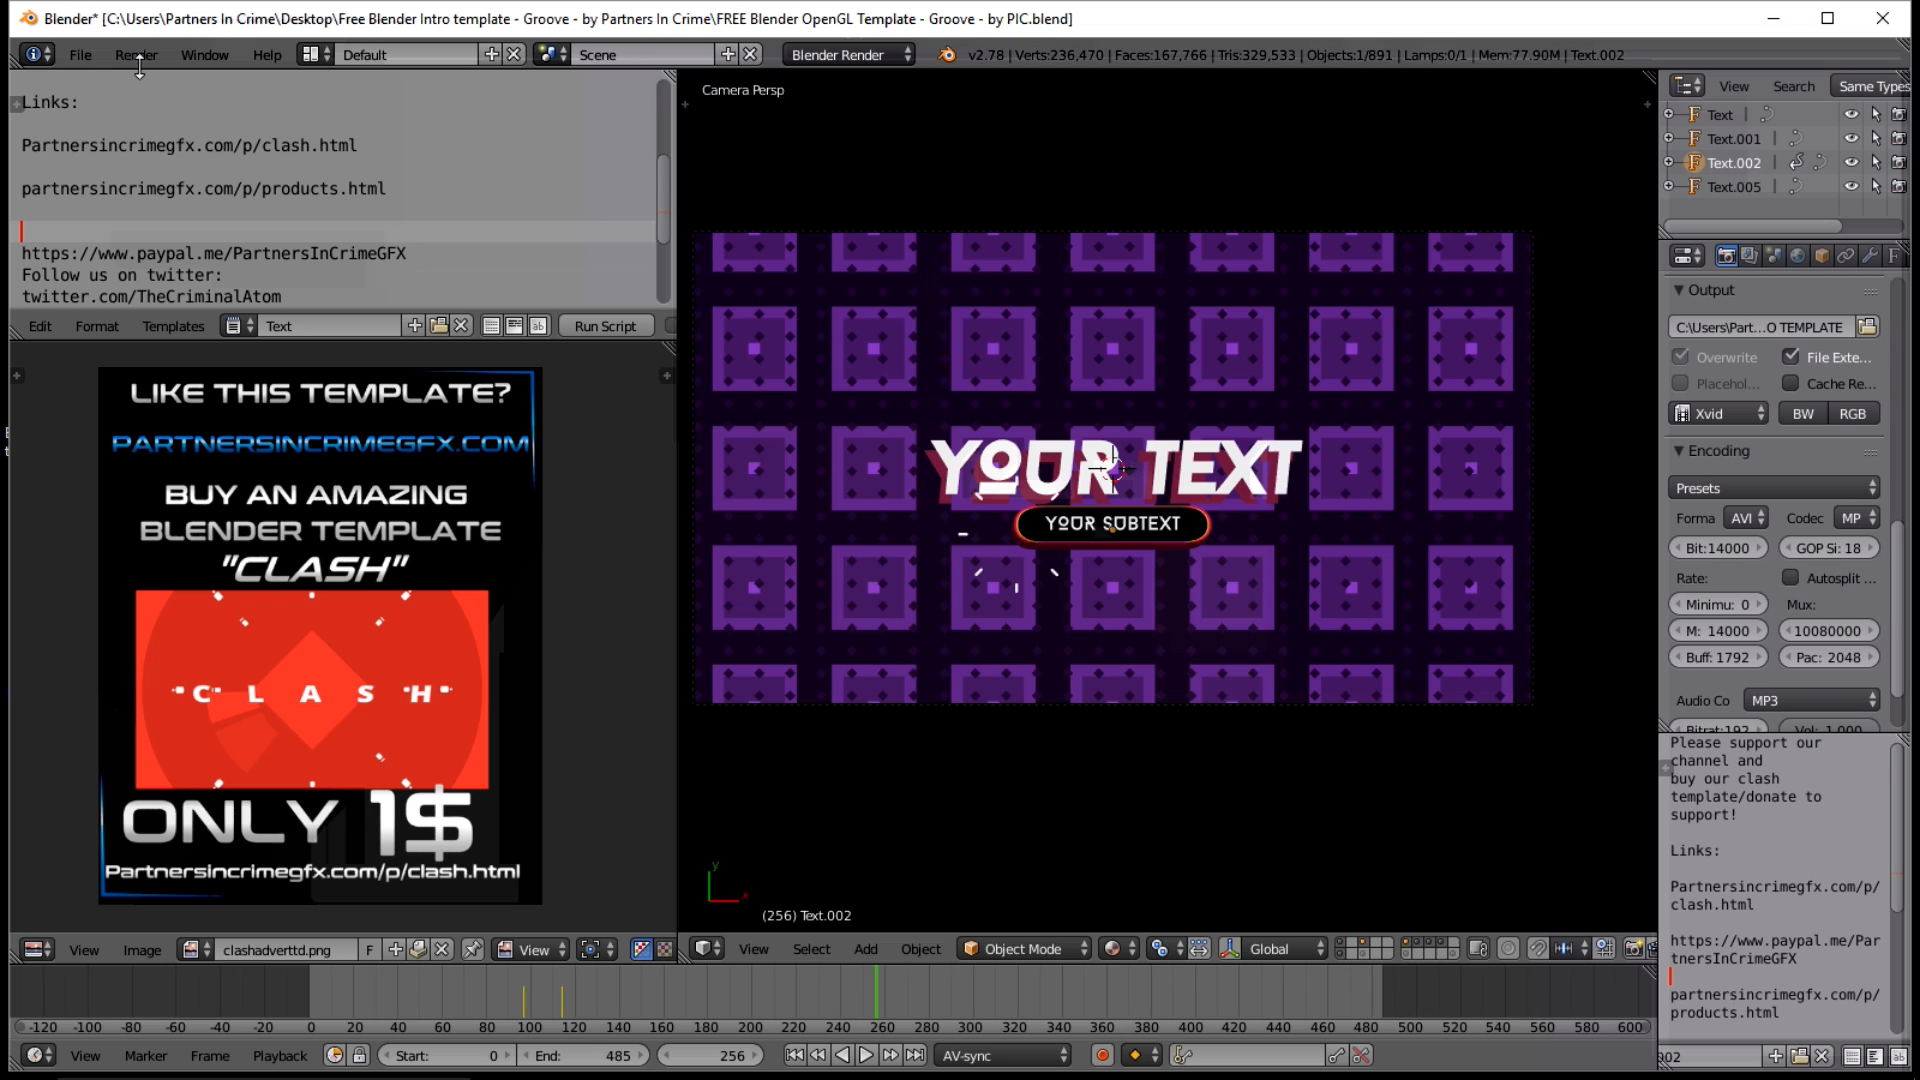 Blender* [C:\Users\Partners In Crime\Desktop\Free Blender Intro template - Groove - by Partners In Crime\FREE Blender OpenGL Template - Groove - by PIC.blend]
File Render Window Help Default Scene Blender Render v2.78 | Verts:236,470 | Faces:167,766 | Tris:329,533 | Objects:1/891 | Lamps:0/1 | Mem:77.90M | Text.002
Links:
Partnersincrimegfx.com/p/clash.html
partnersincrimegfx.com/p/products.html
https://www.paypal.me/PartnersInCrimeGFX
Follow us on twitter:
twitter.com/TheCriminalAtom
Edit Format Templates Text Run Script
LIKE THIS TEMPLATE?
PARTNERSINCRIMEGFX.COM
BUY AN AMAZING
BLENDER TEMPLATE
"CLASH"
C L A S H
ONLY 1$
Partnersincrimegfx.com/p/clash.html
View Image clashadverttd.png F View
Camera Persp
YOUR TEXT
YOUR SUBTEXT
y
x
(256) Text.002
View Select Add Object Object Mode Global
View Search Same Types
Text
Text.001
Text.002
Text.005
Output
C:\Users\Part...O TEMPLATE
Overwrite File Exte...
Placehol... Cache Re...
Xvid BW RGB
Encoding
Presets
Forma AVI Codec MP
Bit:14000 GOP Si: 18
Rate: Autosplit ...
Minimu: 0 Mux:
M: 14000 10080000
Buff: 1792 Pac: 2048
Audio Co MP3
Bitrat:192 Vol: 1.000
Please support our
channel and
buy our clash
template/donate to
support!
Links:
Partnersincrimegfx.com/p/
clash.html
https://www.paypal.me/Par
tnersInCrimeGFX
partnersincrimegfx.com/p/
products.html
-120 -100 -80 -60 -40 -20 0 20 40 60 80 100 120 140 160 180 200 220 240 260 280 300 320 340 360 380 400 420 440 460 480 500 520 540 560 580 600
View Marker Frame Playback Start: 0 End: 485 256 AV-sync
002